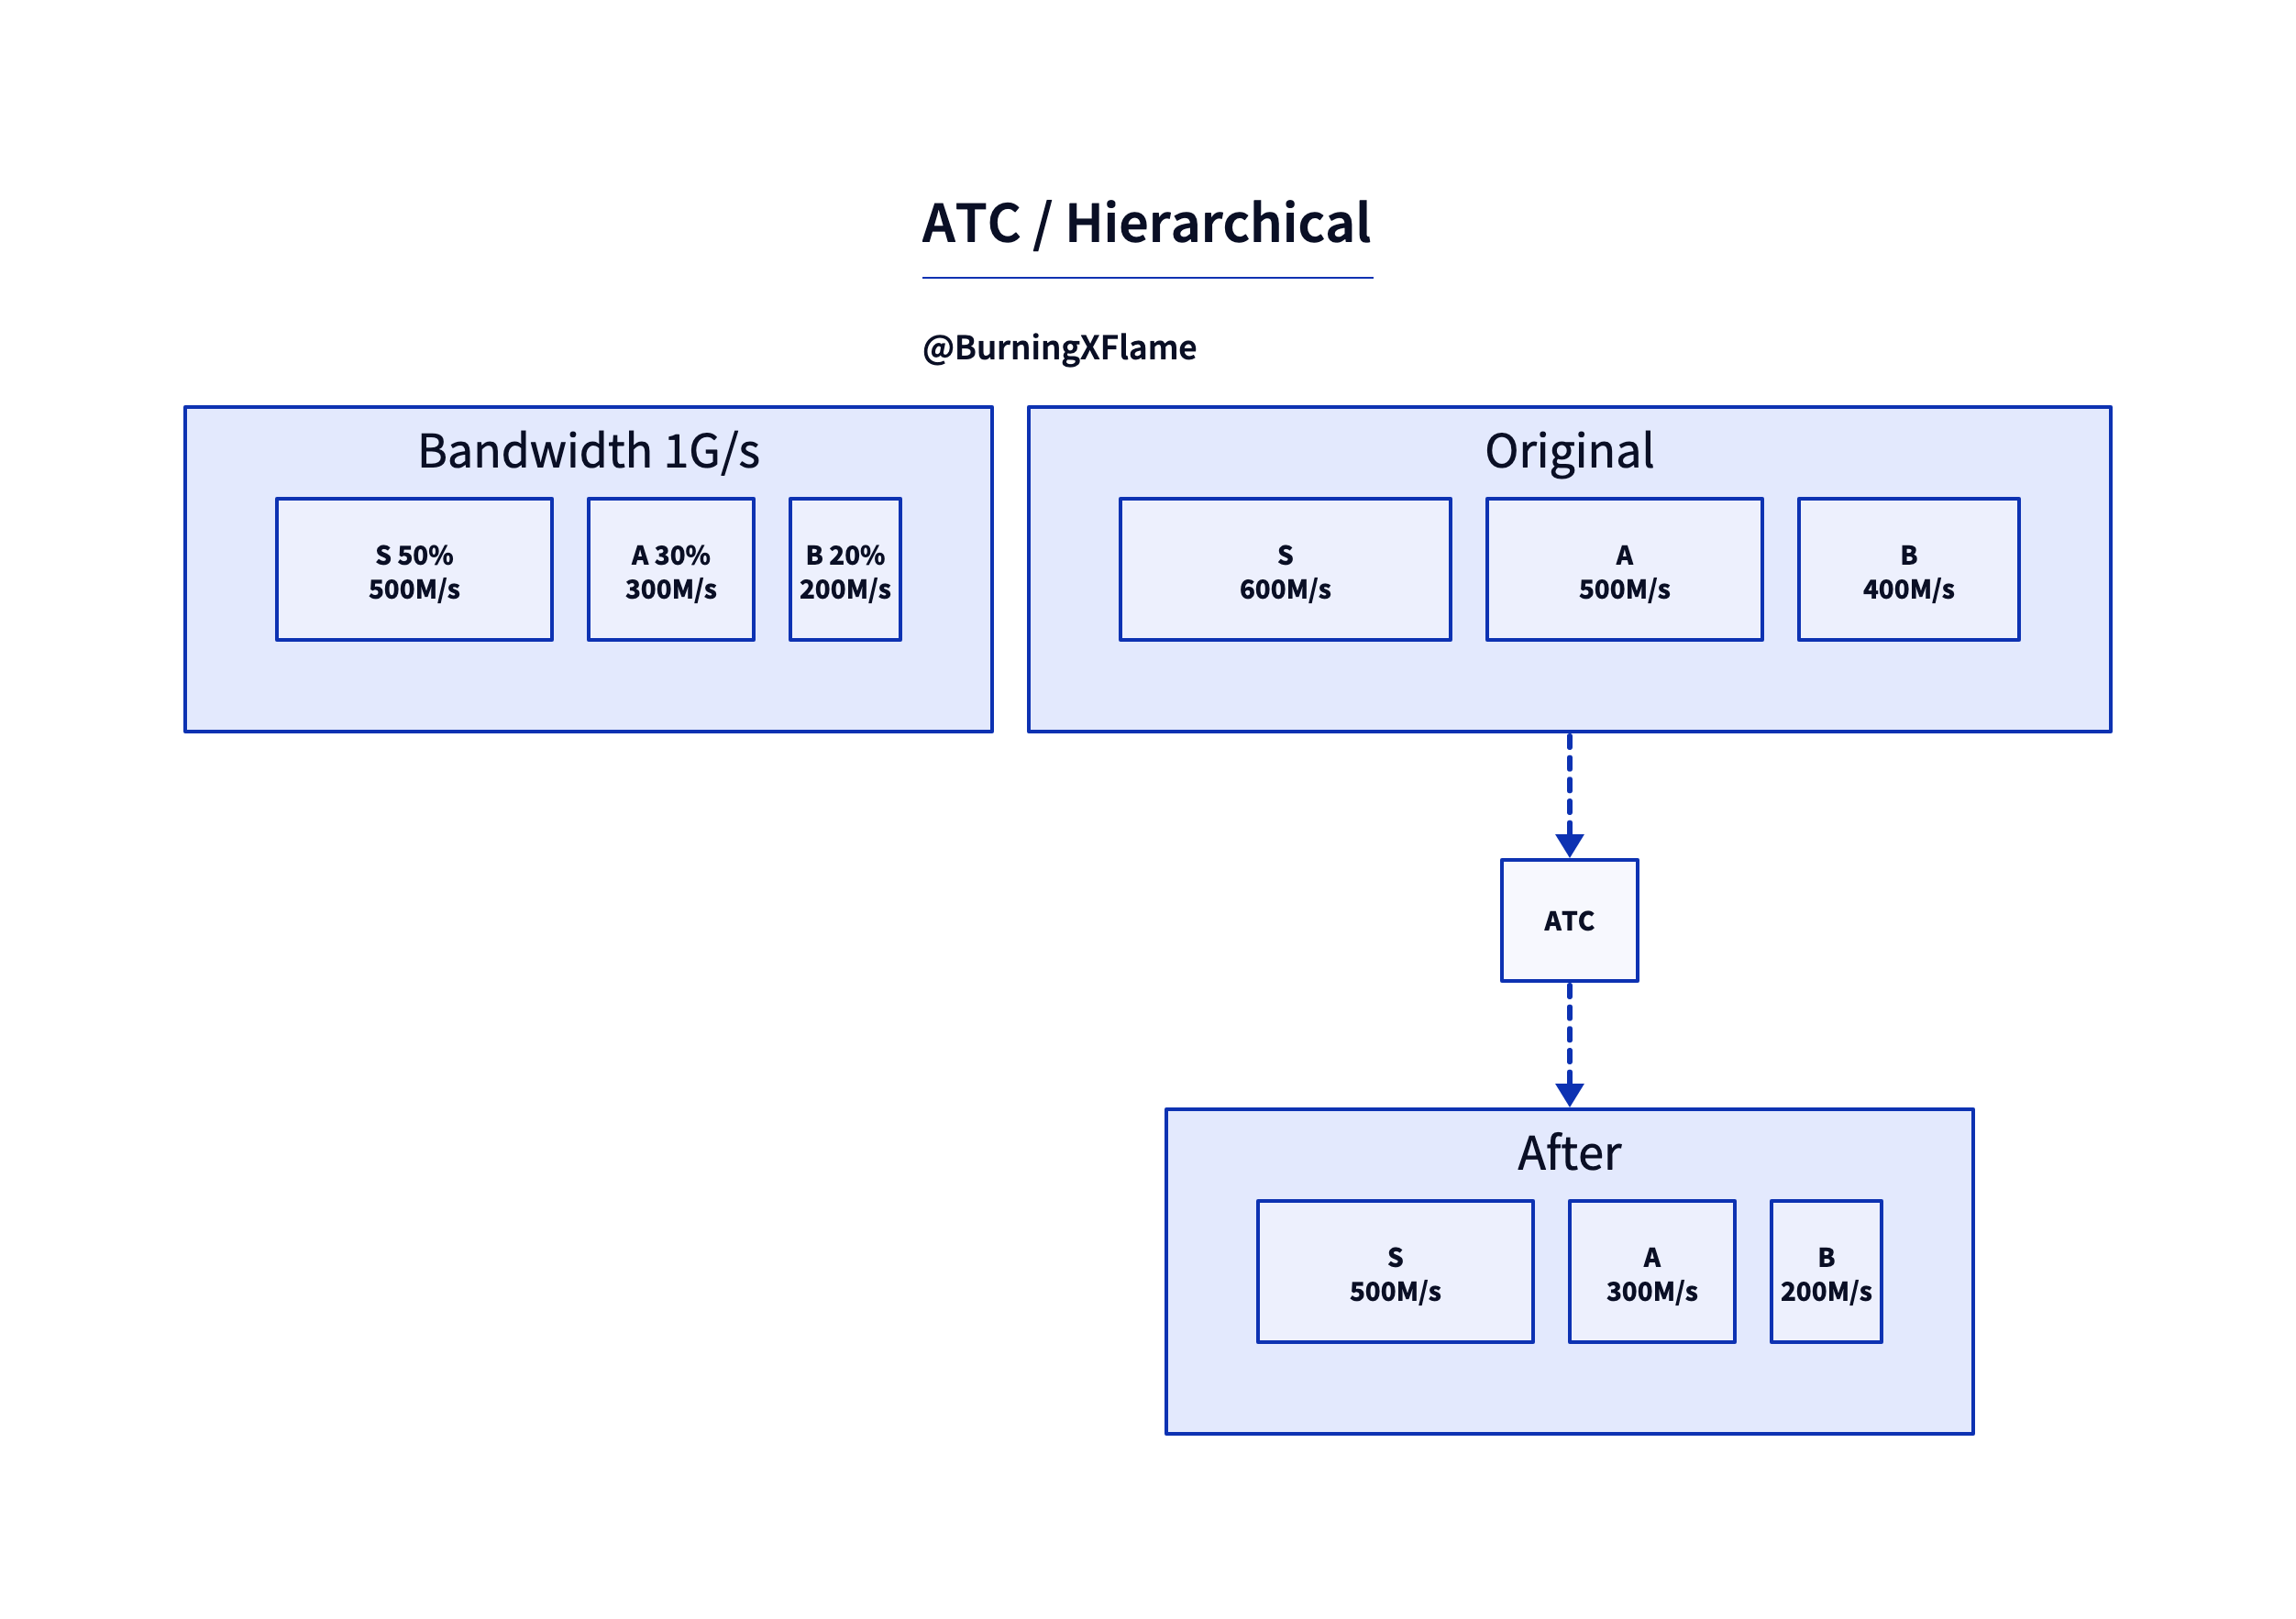 ATC / Hierarchical
@BurningXFlame
Bandwidth 1G/s
S 50%
500M/s
A 30%
300M/s
B 20%
200M/s
Original
S
600M/s
A
500M/s
B
400M/s
ATC
After
S
500M/s
A
300M/s
B
200M/s